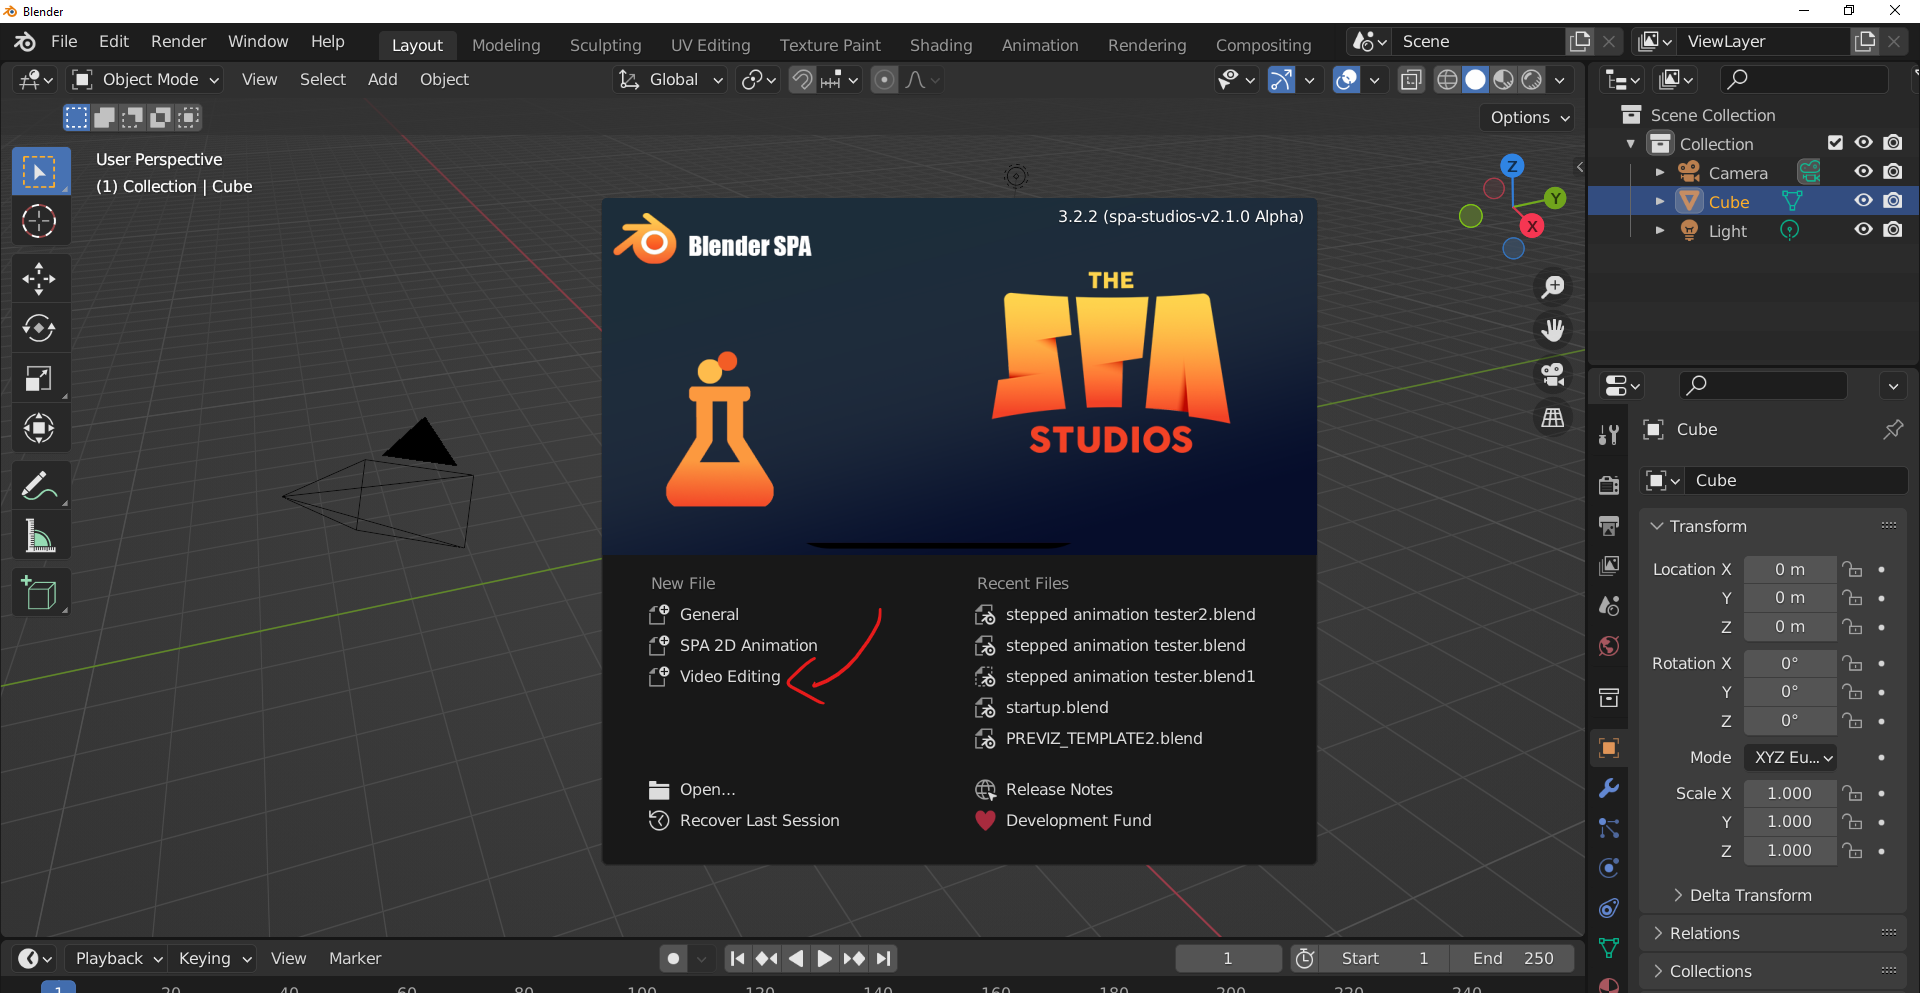 Blender
File Edit Render Window Help Layout Modeling Sculpting UV Editing Texture Paint Shading Animation Rendering Compositing Scene ViewLayer
Object Mode View Select Add Object Global
Options
User Perspective
(1) Collection | Cube
Z
Y
X
3.2.2 (spa-studios-v2.1.0 Alpha)
Blender SPA
THE
SPA
STUDIOS
New File
General
SPA 2D Animation
Video Editing
Recent Files
stepped animation tester2.blend
stepped animation tester.blend
stepped animation tester.blend1
startup.blend
PREVIZ_TEMPLATE2.blend
Open...
Recover Last Session
Release Notes
Development Fund
Scene Collection
Collection
Camera
Cube
Light
Cube
Cube
Transform
Location X 0 m
Y 0 m
Z 0 m
Rotation X 0°
Y 0°
Z 0°
Mode XYZ Eu...
Scale X 1.000
Y 1.000
Z 1.000
Delta Transform
Relations
Collections
Playback Keying View Marker 1 Start 1 End 250
1 20 40 60 80 100 120 140 160 180 200 220 240